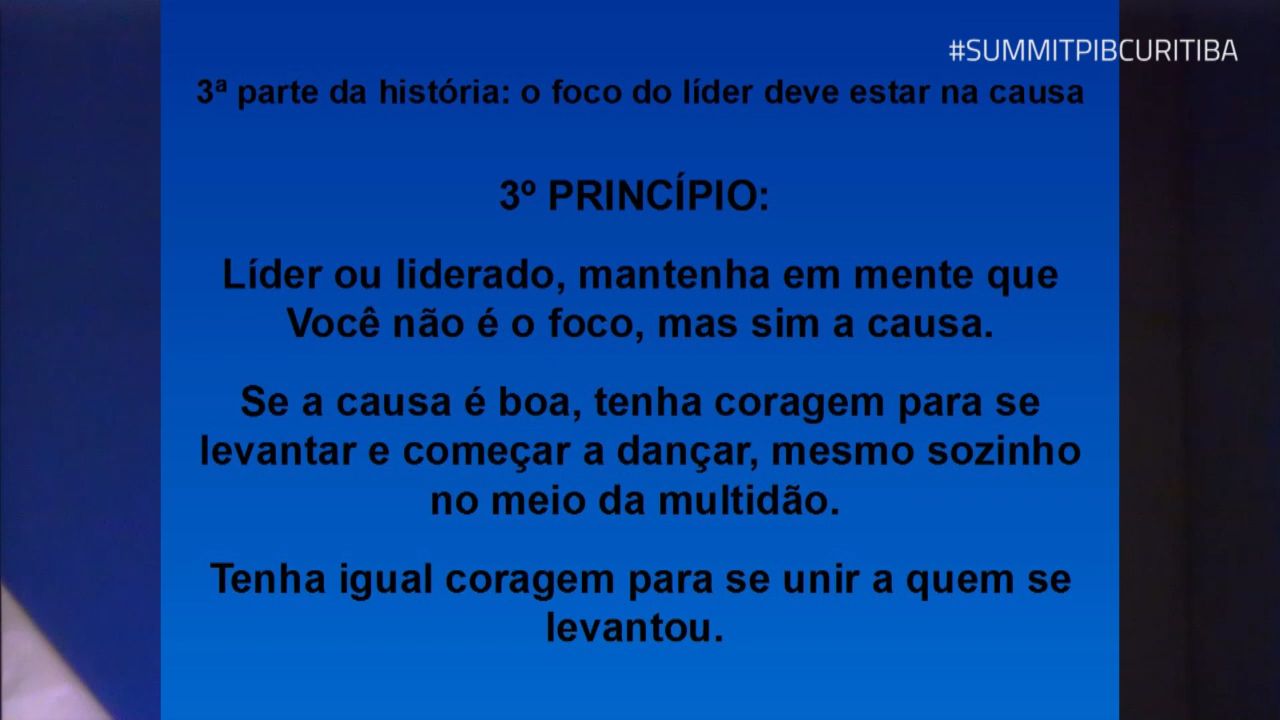 #SUMMITPIBCURITIBA
3ª parte da história: o foco do líder deve estar na causa
3º PRINCÍPIO:
Líder ou liderado, mantenha em mente que
Você não é o foco, mas sim a causa.
Se a causa é boa, tenha coragem para se
levantar e começar a dançar, mesmo sozinho
no meio da multidão.
Tenha igual coragem para se unir a quem se
levantou.